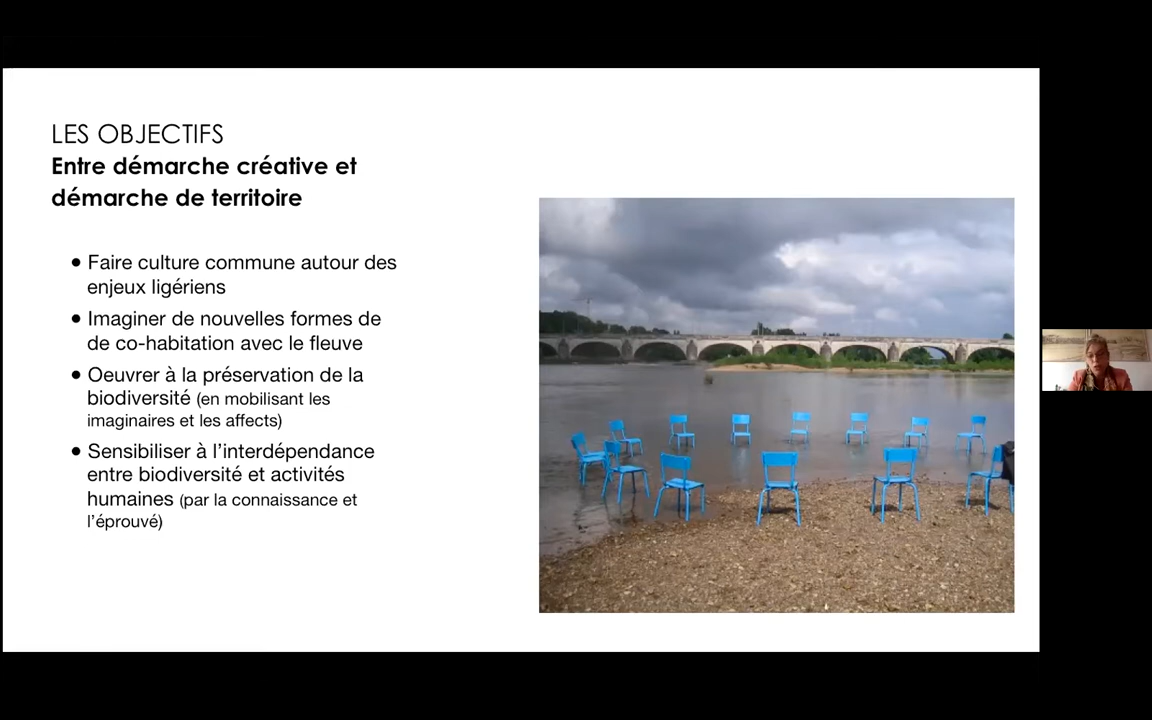 LES OBJECTIFS
Entre démarche créative et
démarche de territoire
● Faire culture commune autour des
enjeux ligériens
● Imaginer de nouvelles formes de
de co-habitation avec le fleuve
● Oeuvrer à la préservation de la
biodiversité (en mobilisant les
imaginaires et les affects)
● Sensibiliser à l’interdépendance
entre biodiversité et activités
humaines (par la connaissance et
l’éprouvé)